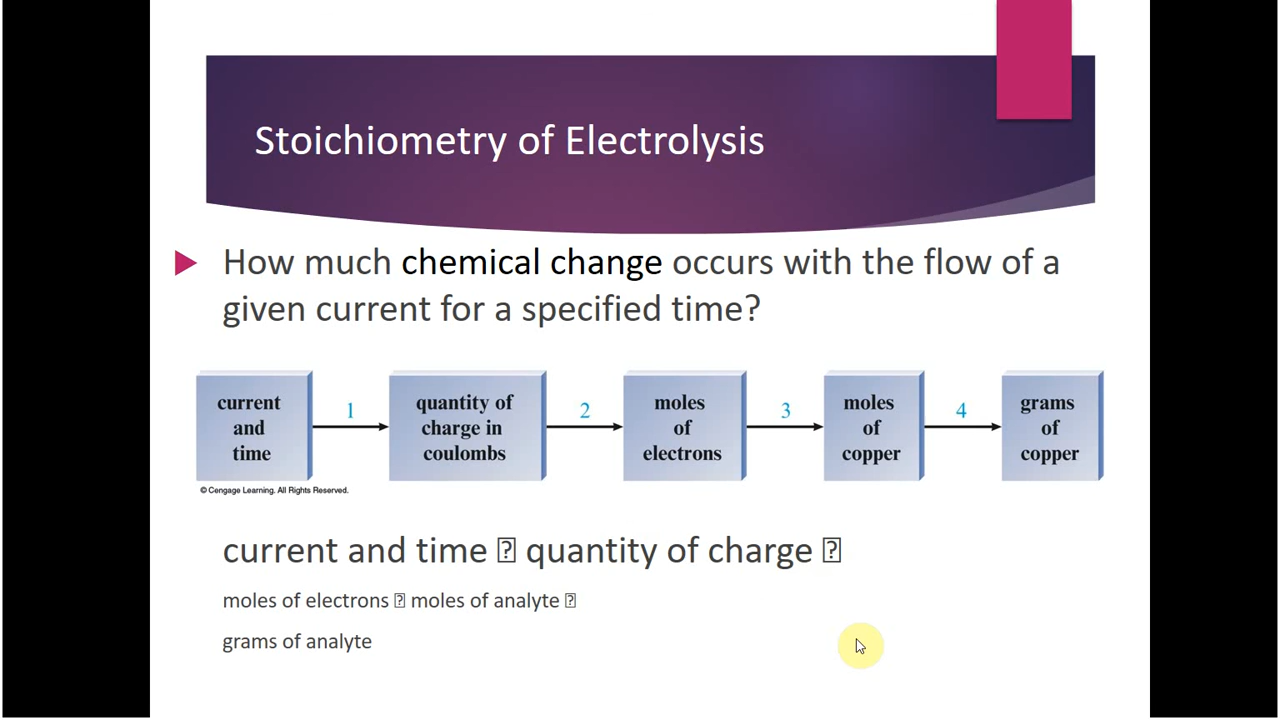 Stoichiometry of Electrolysis
How much chemical change occurs with the flow of a
given current for a specified time?
current
and
time
1
quantity of
charge in
coulombs
2
moles
of
electrons
3
moles
of
copper
4
grams
of
copper
© Cengage Learning. All Rights Reserved.
current and time ⍰ quantity of charge ⍰
moles of electrons ⍰ moles of analyte ⍰
grams of analyte